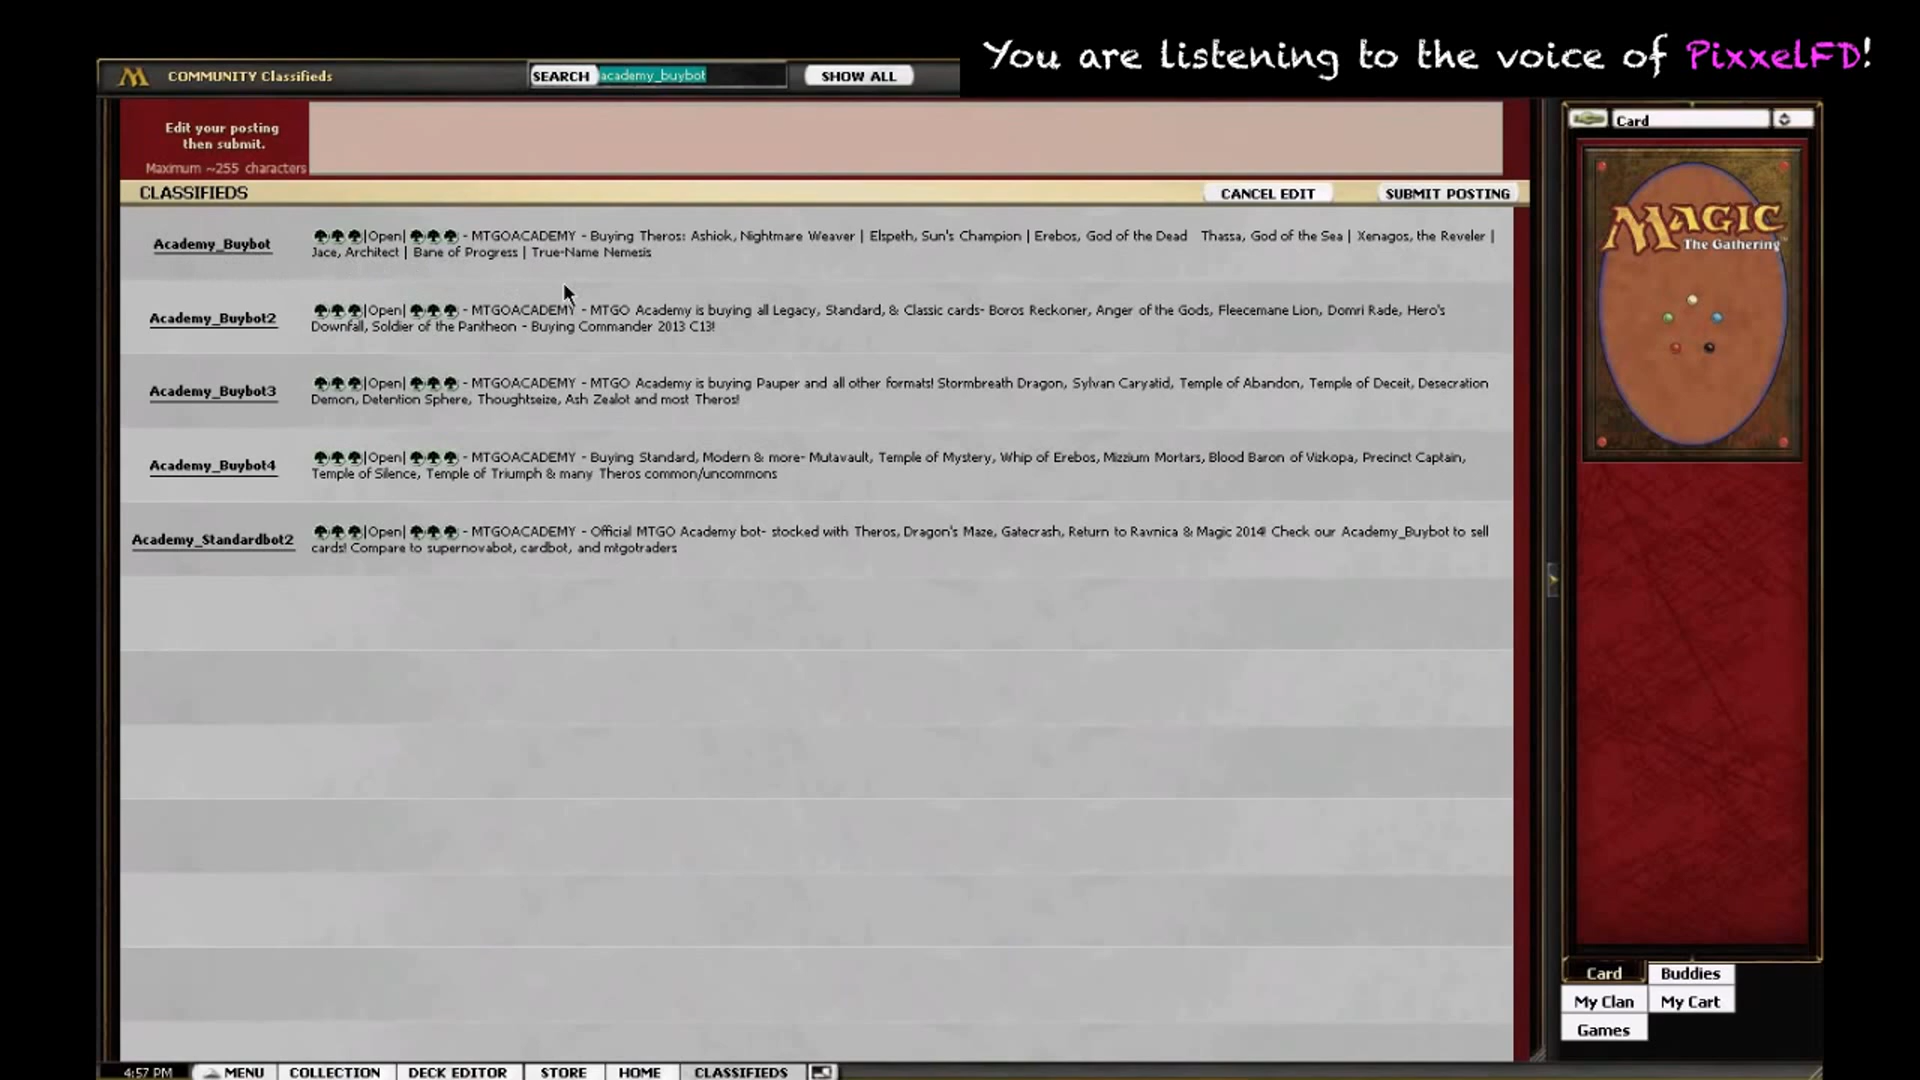 You are listening to the voice of PixxelFD!
COMMUNITY Classifieds
SEARCH academy_buybot
SHOW ALL
Edit your posting
then submit.
Maximum ~255 characters
CLASSIFIEDS
CANCEL EDIT
SUBMIT POSTING
Academy_Buybot
|Open| - MTGOACADEMY - Buying Theros: Ashiok, Nightmare Weaver | Elspeth, Sun's Champion | Erebos, God of the Dead Thassa, God of the Sea | Xenagos, the Reveler |
Jace, Architect | Bane of Progress | True-Name Nemesis
Academy_Buybot2
|Open| - MTGOACADEMY - MTGO Academy is buying all Legacy, Standard, & Classic cards- Boros Reckoner, Anger of the Gods, Fleecemane Lion, Domri Rade, Hero's
Downfall, Soldier of the Pantheon - Buying Commander 2013 C13!
Academy_Buybot3
|Open| - MTGOACADEMY - MTGO Academy is buying Pauper and all other formats! Stormbreath Dragon, Sylvan Caryatid, Temple of Abandon, Temple of Deceit, Desecration
Demon, Detention Sphere, Thoughtseize, Ash Zealot and most Theros!
Academy_Buybot4
|Open| - MTGOACADEMY - Buying Standard, Modern & more- Mutavault, Temple of Mystery, Whip of Erebos, Mizzium Mortars, Blood Baron of Vizkopa, Precinct Captain,
Temple of Silence, Temple of Triumph & many Theros common/uncommons
Academy_Standardbot2
|Open| - MTGOACADEMY - Official MTGO Academy bot- stocked with Theros, Dragon's Maze, Gatecrash, Return to Ravnica & Magic 2014! Check our Academy_Buybot to sell
cards! Compare to supernovabot, cardbot, and mtgotraders
Card
MAGIC
The Gathering
Card
Buddies
My Clan
My Cart
Games
4:57 PM
MENU
COLLECTION
DECK EDITOR
STORE
HOME
CLASSIFIEDS